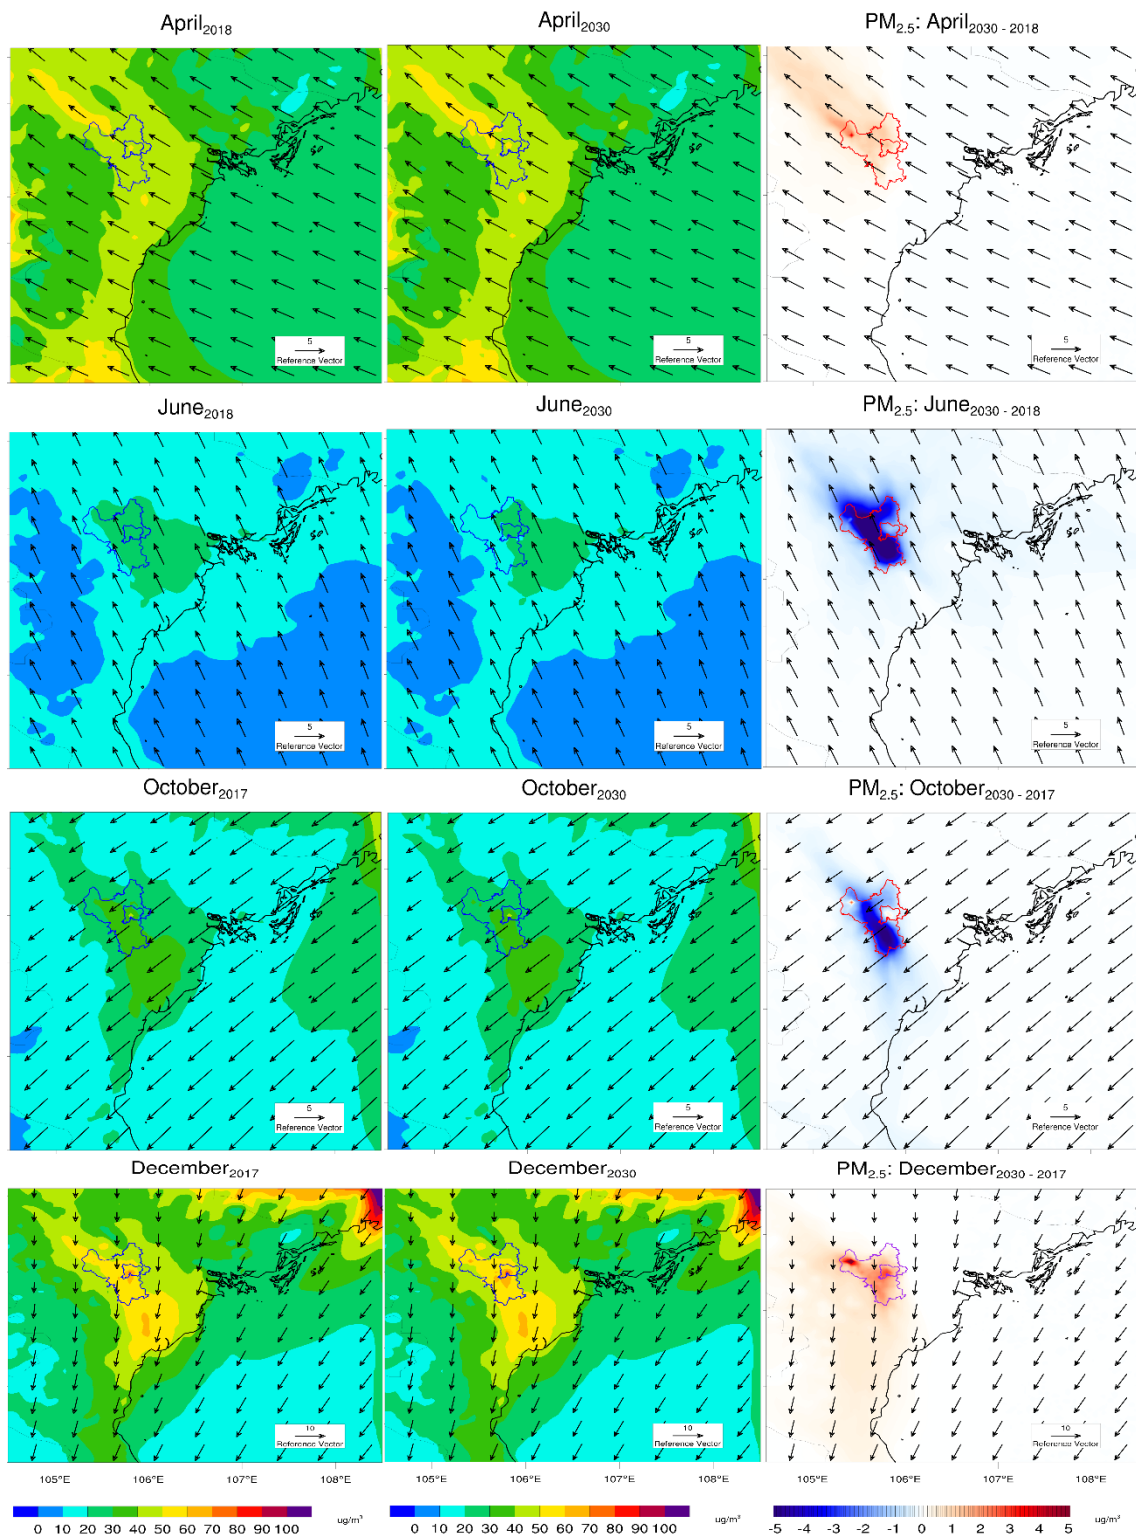 April2018 April2030 PM2.5: April2030 - 2018
5 5 5
Reference Vector Reference Vector Reference Vector
June2018 June2030 PM2.5: June2030 - 2018
5 5 5
Reference Vector Reference Vector Reference Vector
October2017 October2030 PM2.5: October2030 - 2017
5 5 5
Reference Vector Reference Vector Reference Vector
December2017 December2030 PM2.5: December2030 - 2017
10 10 10
Reference Vector Reference Vector Reference Vector
105°E 106°E 107°E 108°E 105°E 106°E 107°E 108°E 105°E 106°E 107°E 108°E
0 10 20 30 40 50 60 70 80 90 100 ug/m³ 0 10 20 30 40 50 60 70 80 90 100 ug/m³ -5 -4 -3 -2 -1 0 1 2 3 4 5 ug/m³